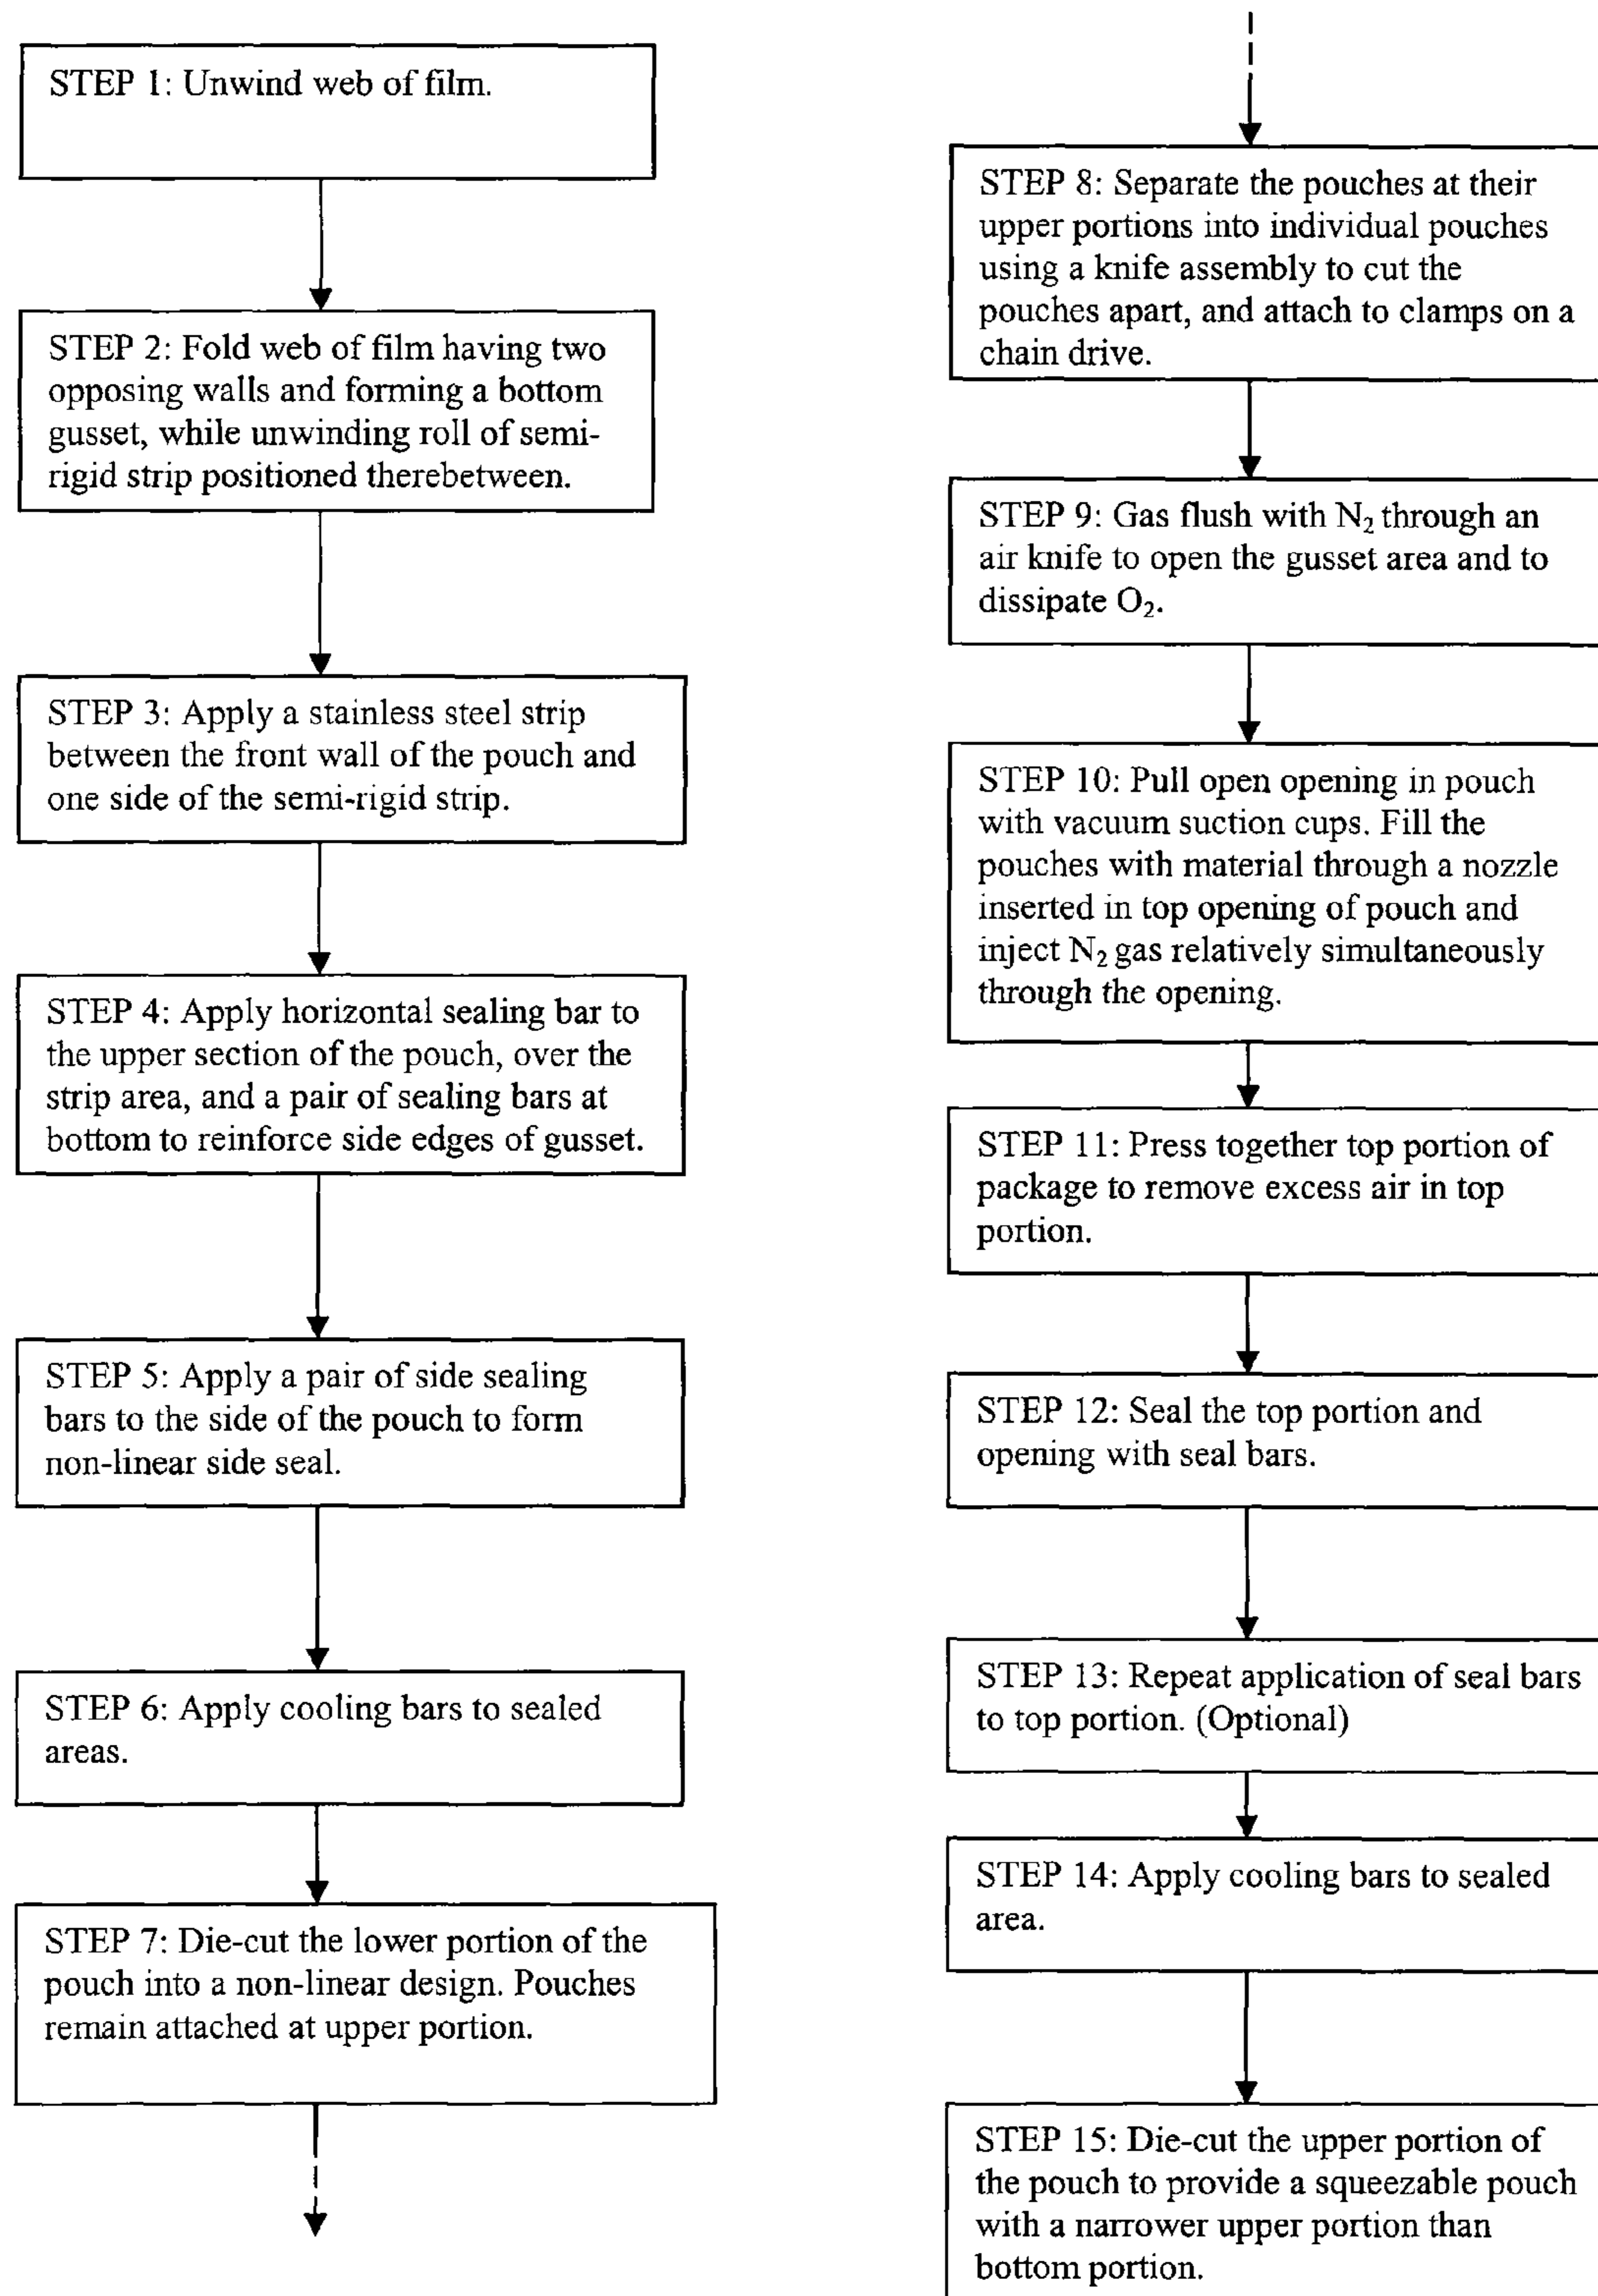 STEP 1: Unwind web of film.
STEP 2: Fold web of film having two
opposing walls and forming a bottom
gusset, while unwinding roll of semi-
rigid strip positioned therebetween.
STEP 3: Apply a stainless steel strip
between the front wall of the pouch and
one side of the semi-rigid strip.
STEP 4: Apply horizontal sealing bar to
the upper section of the pouch, over the
strip area, and a pair of sealing bars at
bottom to reinforce side edges of gusset.
STEP 5: Apply a pair of side sealing
bars to the side of the pouch to form
non-linear side seal.
STEP 6: Apply cooling bars to sealed
areas.
STEP 7: Die-cut the lower portion of the
pouch into a non-linear design. Pouches
remain attached at upper portion.
STEP 8: Separate the pouches at their
upper portions into individual pouches
using a knife assembly to cut the
pouches apart, and attach to clamps on a
chain drive.
STEP 9: Gas flush with N₂ through an
air knife to open the gusset area and to
dissipate O₂.
STEP 10: Pull open opening in pouch
with vacuum suction cups. Fill the
pouches with material through a nozzle
inserted in top opening of pouch and
inject N₂ gas relatively simultaneously
through the opening.
STEP 11: Press together top portion of
package to remove excess air in top
portion.
STEP 12: Seal the top portion and
opening with seal bars.
STEP 13: Repeat application of seal bars
to top portion. (Optional)
STEP 14: Apply cooling bars to sealed
area.
STEP 15: Die-cut the upper portion of
the pouch to provide a squeezable pouch
with a narrower upper portion than
bottom portion.